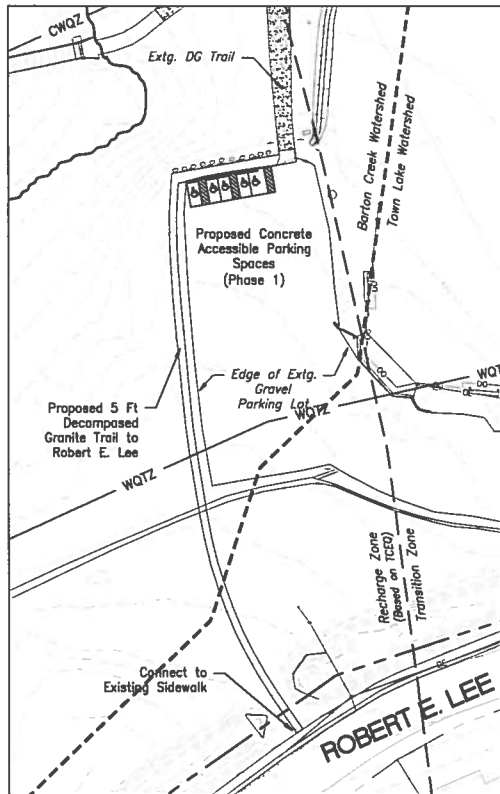 CWQZ
Extg. DG Trail
Barton Creek Watershed
Town Lake Watershed
Proposed Concrete
Accessible Parking
Spaces
(Phase 1)
Edge of Extg.
Gravel
Parking Lot
WQTZ
WQTZ
Proposed 5 Ft
Decomposed
Granite Trail to
Robert E. Lee
WQTZ
Recharge Zone
(Based on TCEQ)
Transition Zone
Connect to
Existing Sidewalk
ROBERT E. LEE